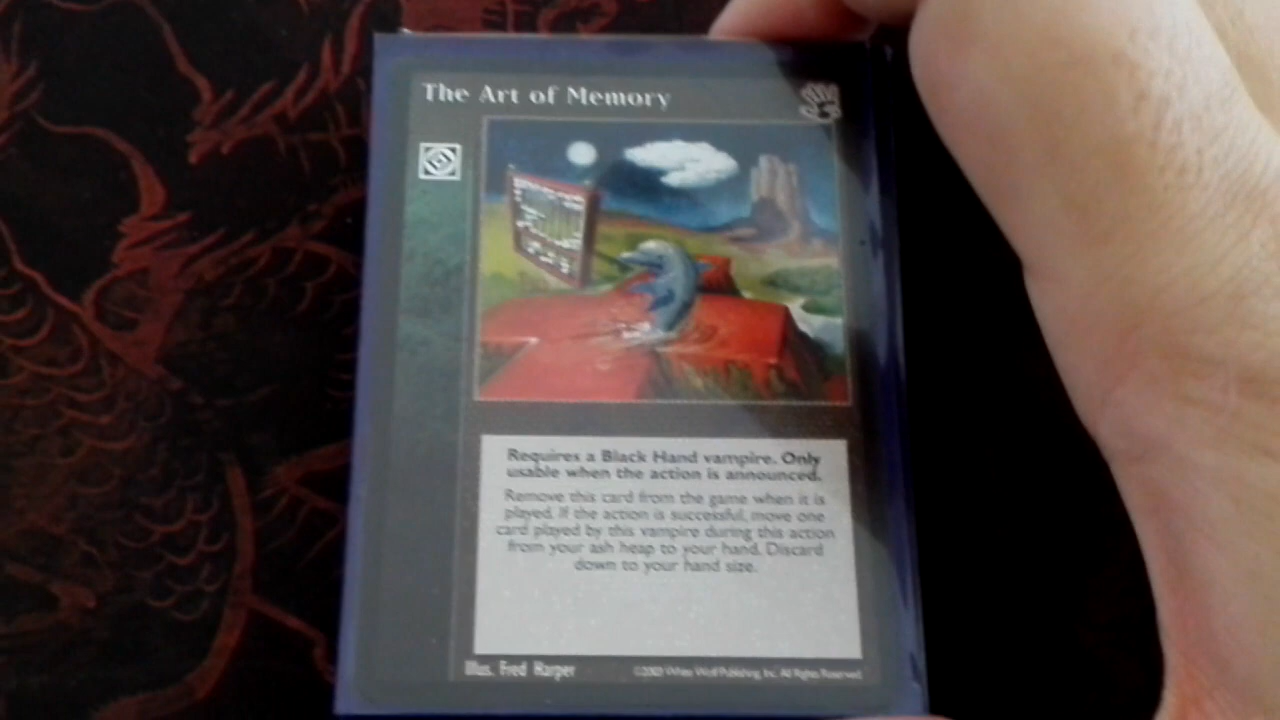 The Art of Memory
Requires a Black Hand vampire. Only
usable when the action is announced.
Remove this card from the game when it is
played. If the action is successful, move one
card played by this vampire during this action
from your ash heap to your hand. Discard
down to your hand size.
Illus. Fred Harper
White Wolf Publishing, Inc. All Rights Reserved.